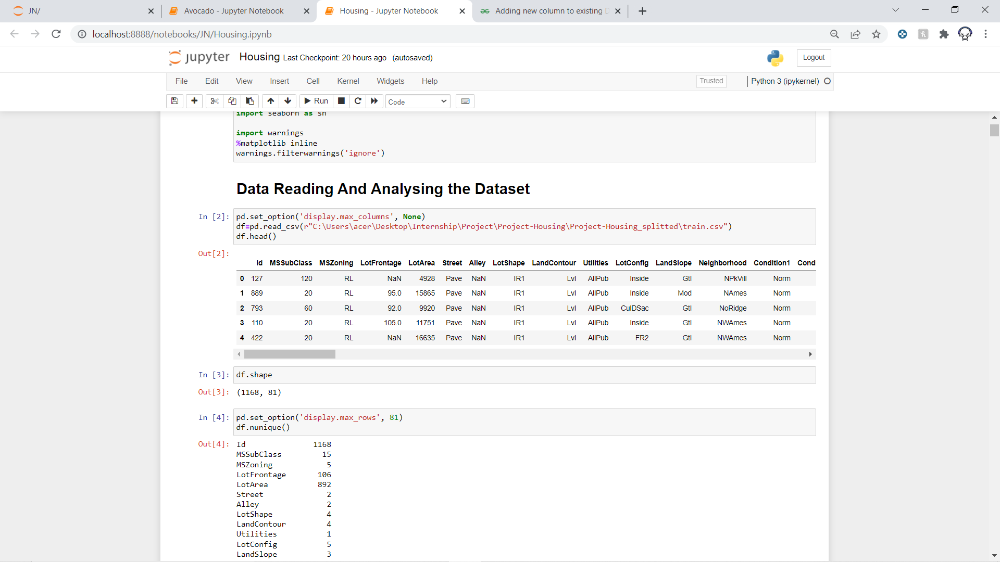 JN/
Avocado - Jupyter Notebook
Housing - Jupyter Notebook
Adding new column to existing D
localhost:8888/notebooks/JN/Housing.ipynb
jupyter Housing Last Checkpoint: 20 hours ago (autosaved)
Logout
File Edit View Insert Cell Kernel Widgets Help
Trusted
Python 3 (ipykernel)
Run
Code
import seaborn as sn
import warnings
%matplotlib inline
warnings.filterwarnings('ignore')
Data Reading And Analysing the Dataset
In [2]: pd.set_option('display.max_columns', None)
df=pd.read_csv(r"C:\Users\acer\Desktop\Internship\Project\Project-Housing\Project-Housing_splitted\train.csv")
df.head()
Out[2]:
Id MSSubClass MSZoning LotFrontage LotArea Street Alley LotShape LandContour Utilities LotConfig LandSlope Neighborhood Condition1 Condi
0 127 120 RL NaN 4928 Pave NaN IR1 Lvl AllPub Inside Gtl NPkVill Norm
1 889 20 RL 95.0 15865 Pave NaN IR1 Lvl AllPub Inside Mod NAmes Norm
2 793 60 RL 92.0 9920 Pave NaN IR1 Lvl AllPub CulDSac Gtl NoRidge Norm
3 110 20 RL 105.0 11751 Pave NaN IR1 Lvl AllPub Inside Gtl NWAmes Norm
4 422 20 RL NaN 16635 Pave NaN IR1 Lvl AllPub FR2 Gtl NWAmes Norm
In [3]: df.shape
Out[3]: (1168, 81)
In [4]: pd.set_option('display.max_rows', 81)
df.nunique()
Out[4]: Id 1168
MSSubClass 15
MSZoning 5
LotFrontage 106
LotArea 892
Street 2
Alley 2
LotShape 4
LandContour 4
Utilities 1
LotConfig 5
LandSlope 3